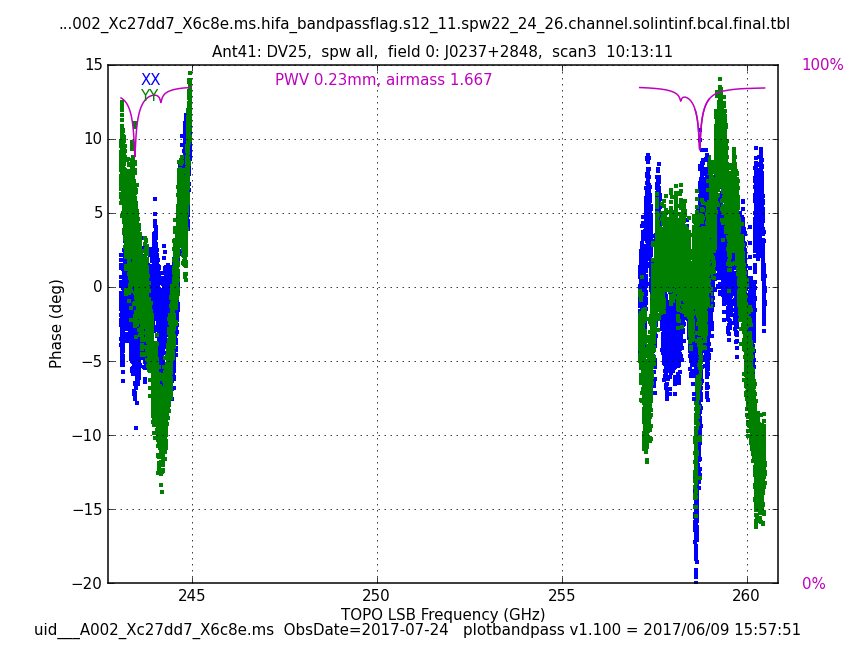 ...002_Xc27dd7_X6c8e.ms.hifa_bandpassflag.s12_11.spw22_24_26.channel.solintinf.bcal.final.tbl
Ant41: DV25,  spw all,  field 0: J0237+2848,  scan3  10:13:11
15
100%
XX
PWV 0.23mm, airmass 1.667
YY
10
5
0
Phase (deg)
−5
−10
−15
−20
0%
245
250
255
260
TOPO LSB Frequency (GHz)
uid___A002_Xc27dd7_X6c8e.ms  ObsDate=2017-07-24   plotbandpass v1.100 = 2017/06/09 15:57:51